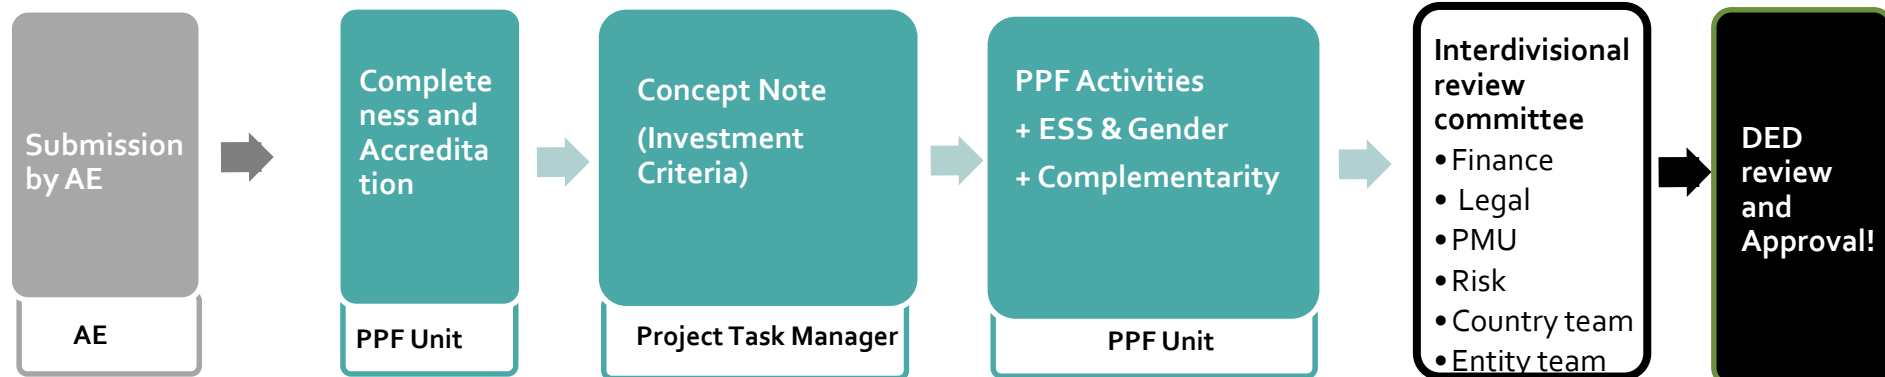 Submission
by AE
AE
Complete
ness and
Accredita
tion
PPF Unit
Concept Note
(Investment
Criteria)
Project Task Manager
PPF Activities
+ ESS & Gender
+ Complementarity
PPF Unit
Interdivisional
review
committee
• Finance
• Legal
• PMU
• Risk
• Country team
• Entity team
DED
review
and
Approval!